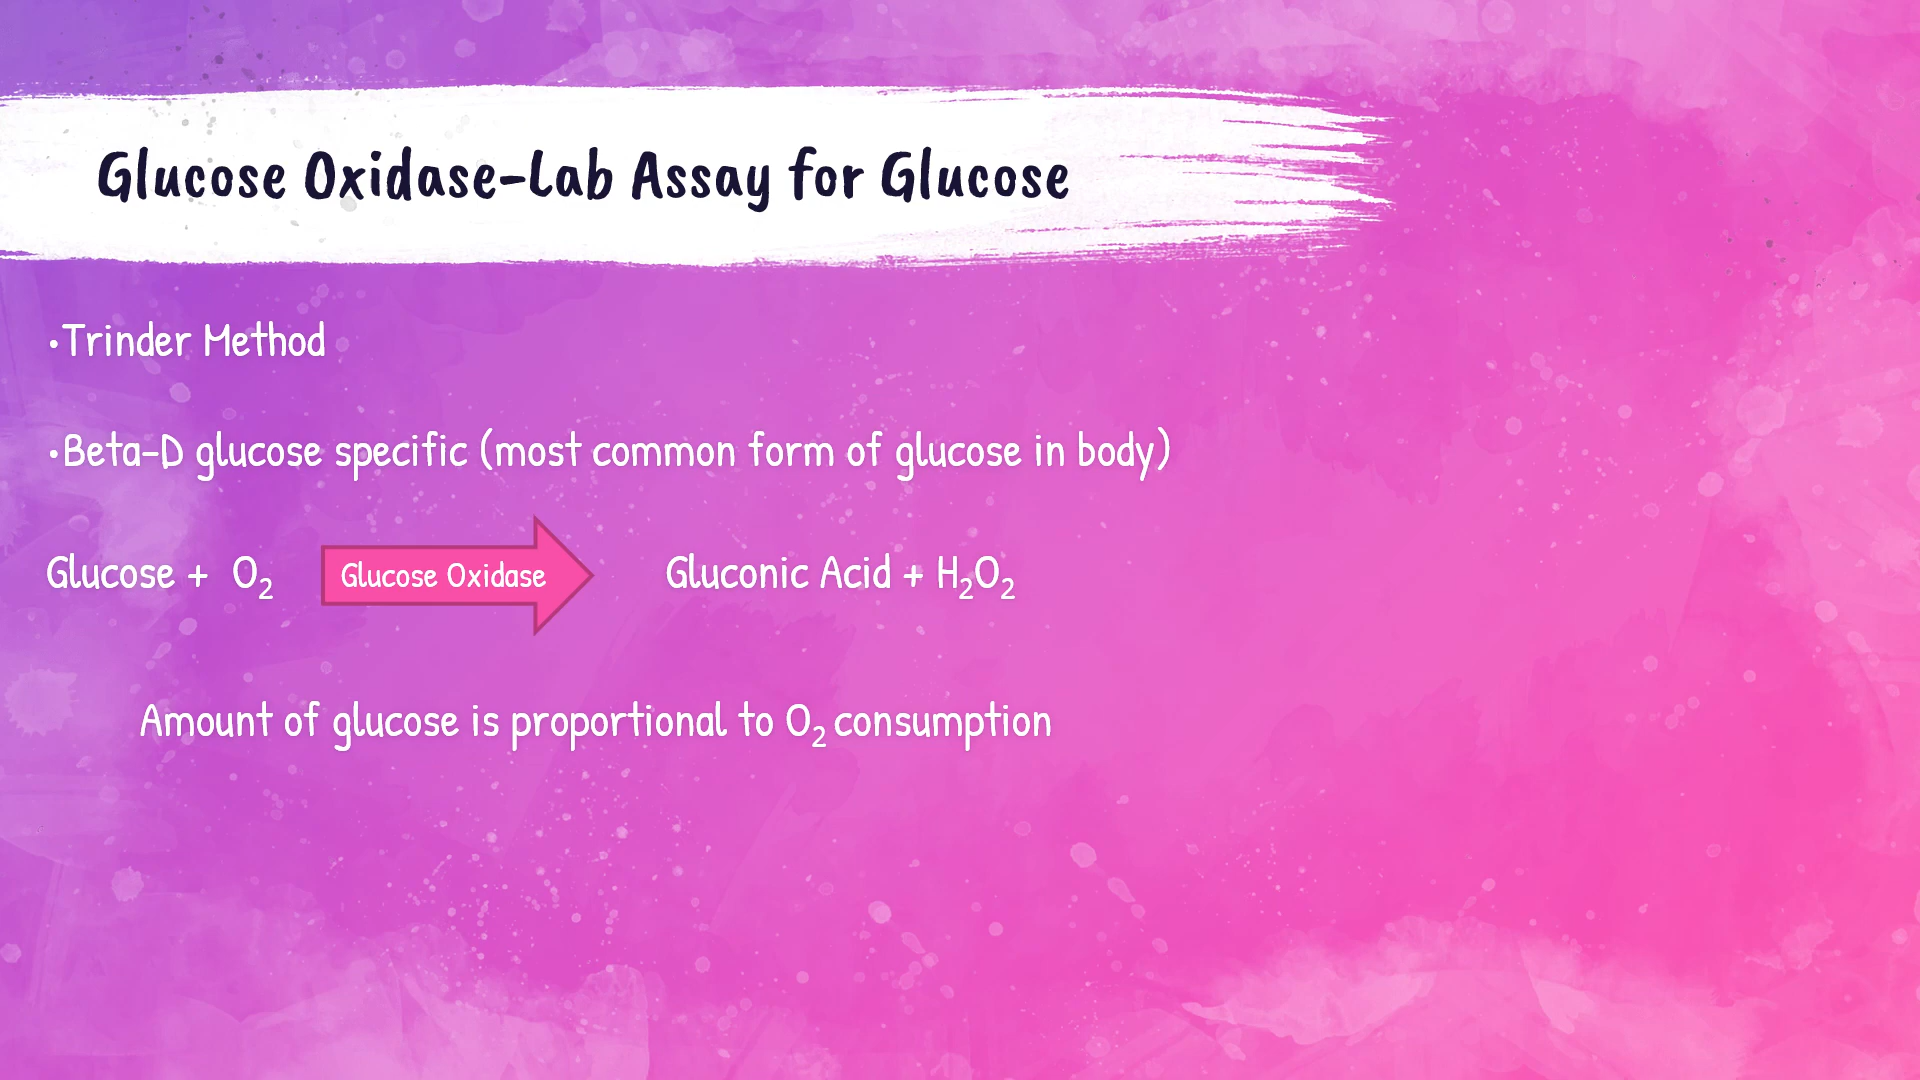 Glucose Oxidase-Lab Assay for Glucose
•Trinder Method
•Beta-D glucose specific (most common form of glucose in body)
Glucose + O₂ Glucose Oxidase Gluconic Acid + H₂O₂
Amount of glucose is proportional to O₂ consumption